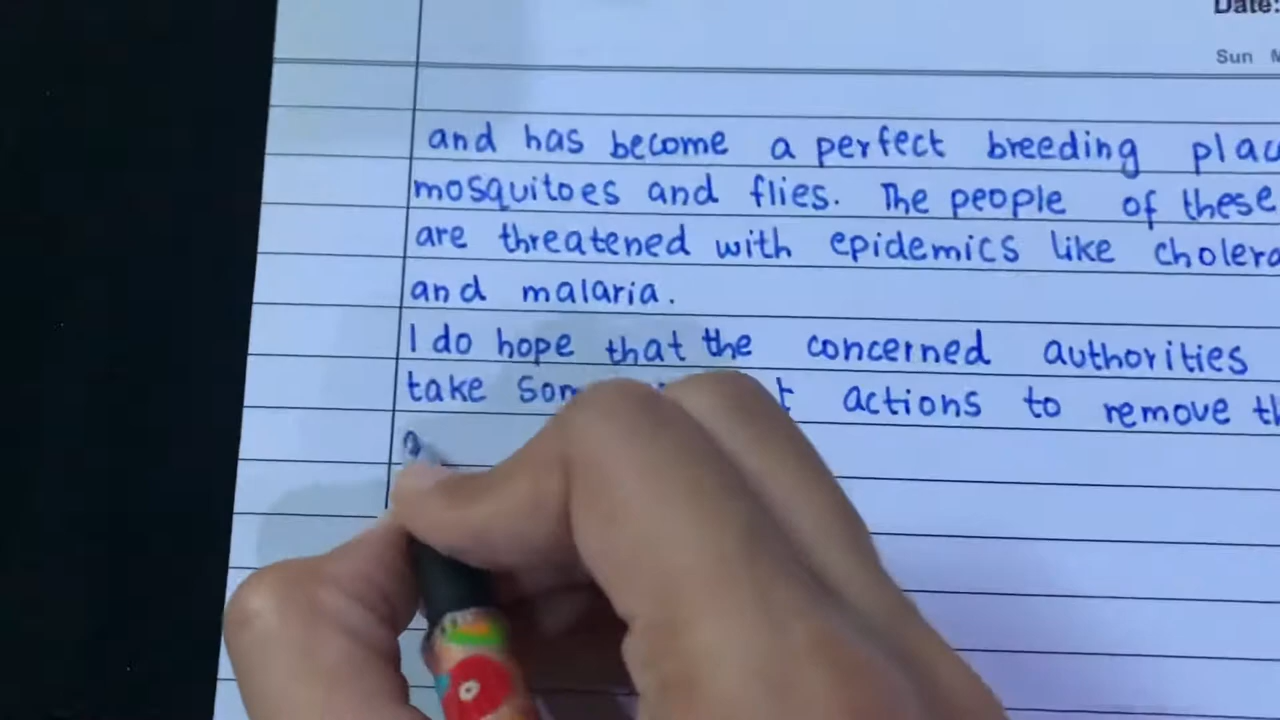 Date:
Sun
and has become a perfect breeding plac
mosquitoes and flies. The people of these
are threatened with epidemics like cholera
and malaria.
I do hope that the concerned authorities
take actions to remove th